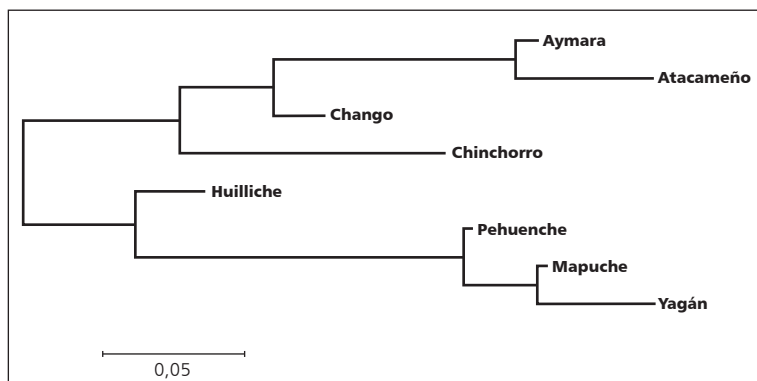 Aymara
Atacameño
Chango
Chinchorro
Huilliche
Pehuenche
Mapuche
Yagán
0,05